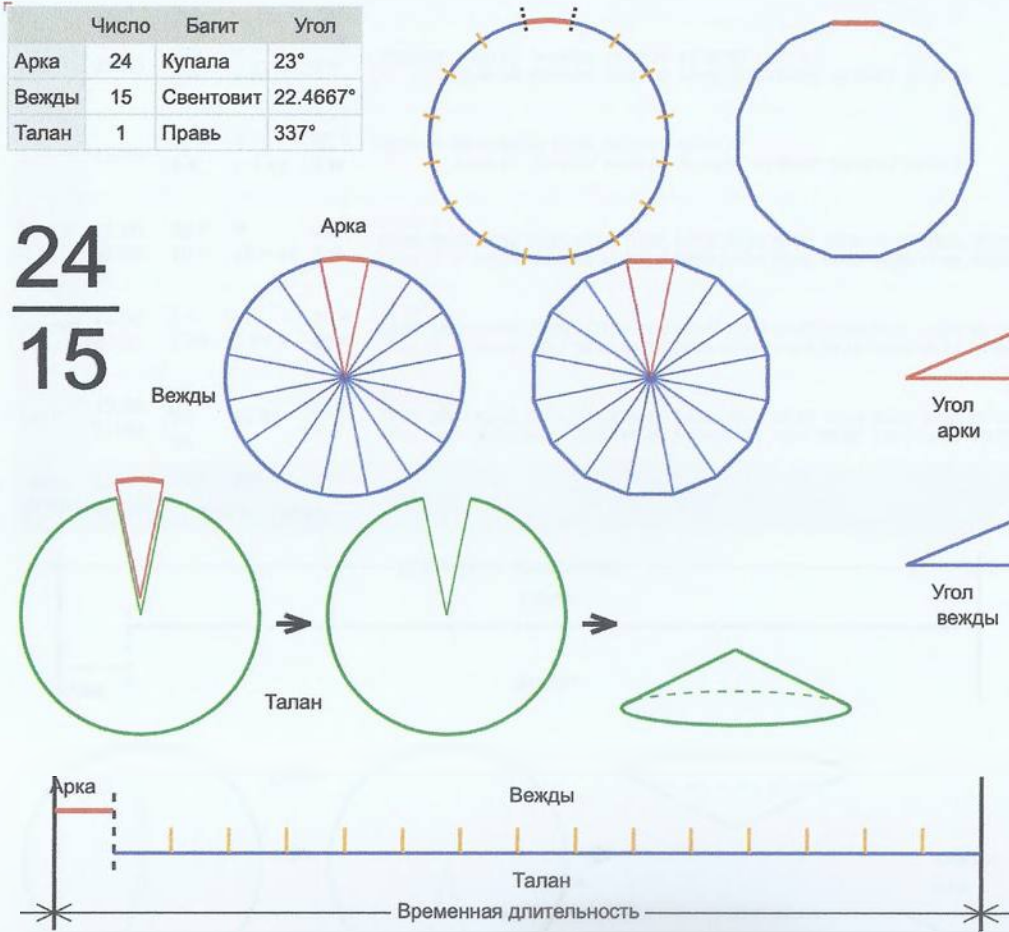 Число Багит Угол
Арка 24 Купала 23°
Вежды 15 Свентовит 22.4667°
Талан 1 Правь 337°
24
15
Арка
Вежды
Угол
арки
Угол
вежды
Талан
Арка
Вежды
Талан
Временная длительность